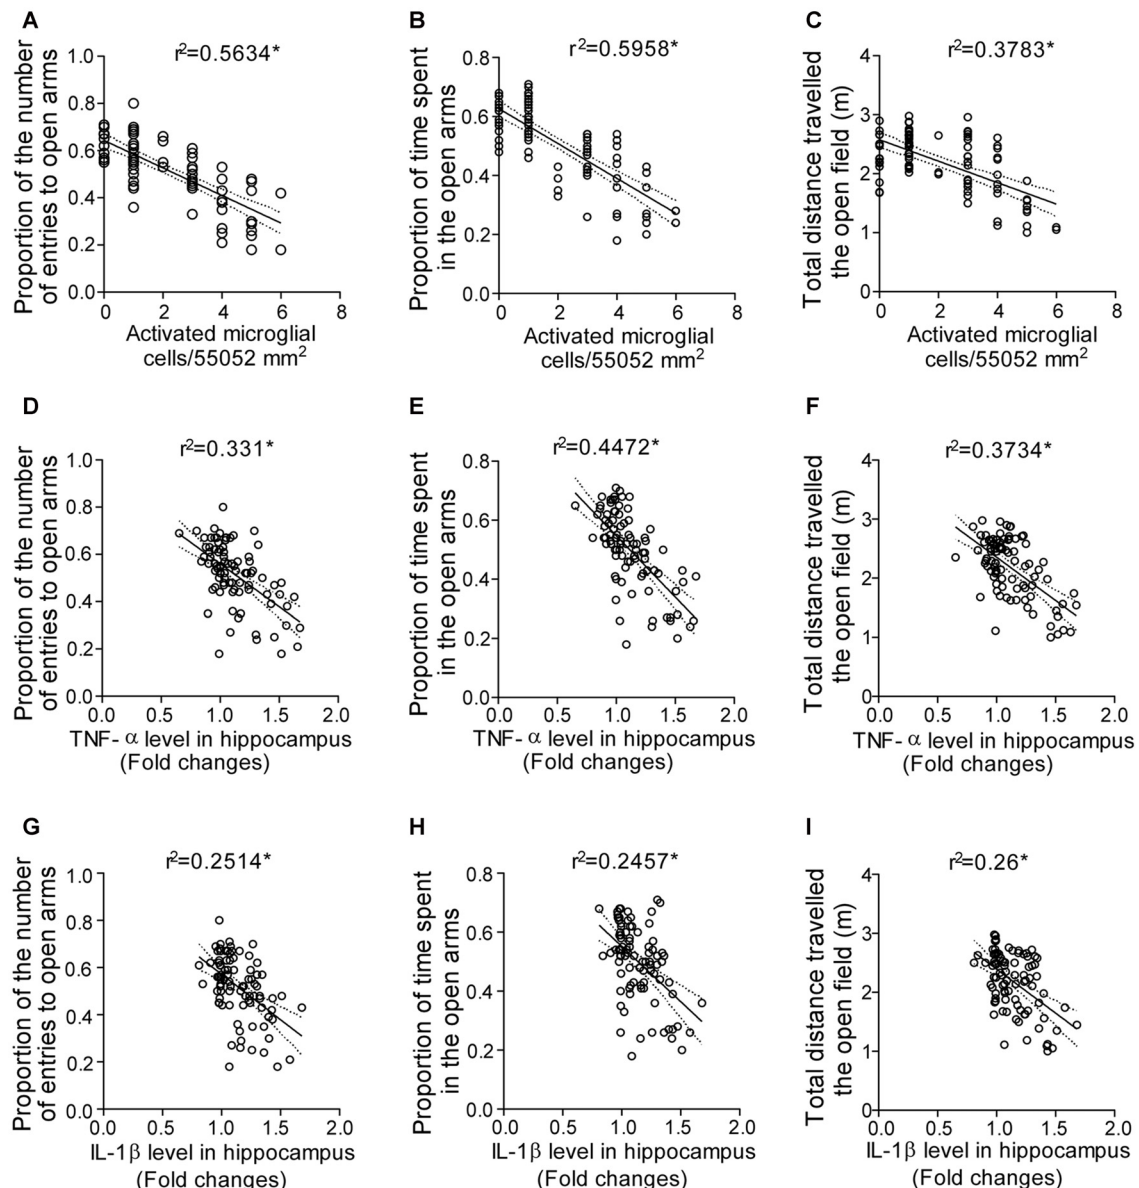 A
r²=0.5634*
Proportion of the number
of entries to open arms
1.0
0.8
0.6
0.4
0.2
0.0
0 2 4 6 8
Activated microglial
cells/55052 mm²
B
r²=0.5958*
Proportion of time spent
in the open arms
0.8
0.6
0.4
0.2
0.0
0 2 4 6 8
Activated microglial
cells/55052 mm²
C
r²=0.3783*
Total distance travelled
the open field (m)
4
3
2
1
0
0 2 4 6 8
Activated microglial
cells/55052 mm²
D
r²=0.331*
Proportion of the number
of entries to open arms
1.0
0.8
0.6
0.4
0.2
0.0
0.0 0.5 1.0 1.5 2.0
TNF- α level in hippocampus
(Fold changes)
E
r²=0.4472*
Proportion of time spent
in the open arms
0.8
0.6
0.4
0.2
0.0
0.0 0.5 1.0 1.5 2.0
TNF- α level in hippocampus
(Fold changes)
F
r²=0.3734*
Total distance travelled
the open field (m)
4
3
2
1
0
0.0 0.5 1.0 1.5 2.0
TNF- α level in hippocampus
(Fold changes)
G
r²=0.2514*
Proportion of the number
of entries to open arms
1.0
0.8
0.6
0.4
0.2
0.0
0.0 0.5 1.0 1.5 2.0
IL-1β level in hippocampus
(Fold changes)
H
r²=0.2457*
Proportion of time spent
in the open arms
0.8
0.6
0.4
0.2
0.0
0.0 0.5 1.0 1.5 2.0
IL-1β level in hippocampus
(Fold changes)
I
r²=0.26*
Total distance travelled
the open field (m)
4
3
2
1
0
0.0 0.5 1.0 1.5 2.0
IL-1β level in hippocampus
(Fold changes)